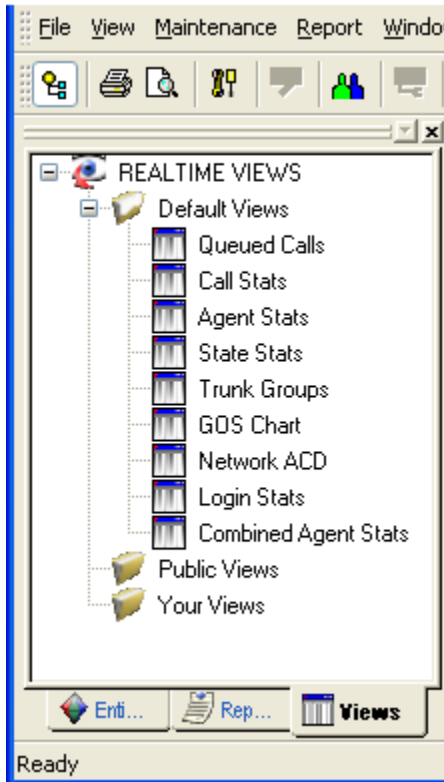 File View Maintenance Report Windo
REALTIME VIEWS
Default Views
Queued Calls
Call Stats
Agent Stats
State Stats
Trunk Groups
GOS Chart
Network ACD
Login Stats
Combined Agent Stats
Public Views
Your Views
Enti... Rep... Views
Ready